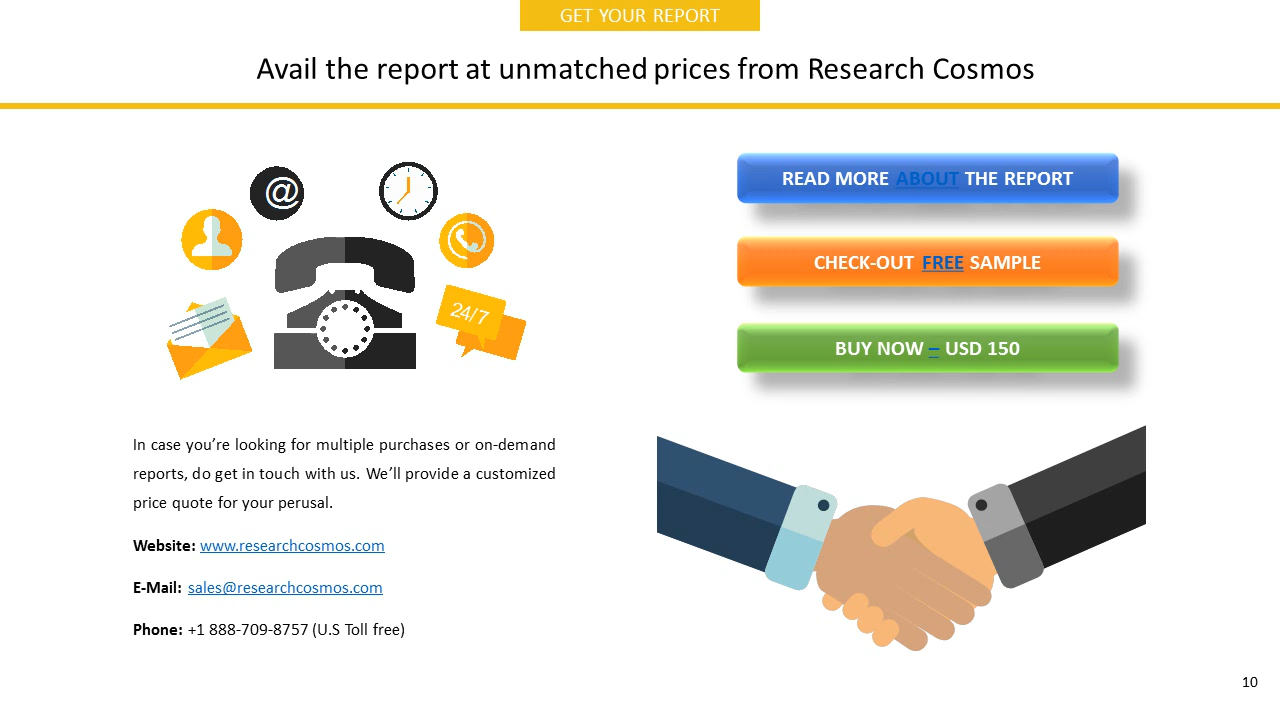 GET YOUR REPORT
Avail the report at unmatched prices from Research Cosmos
@
24/7
READ MORE ABOUT THE REPORT
CHECK-OUT FREE SAMPLE
BUY NOW – USD 150
In case you’re looking for multiple purchases or on-demand
reports, do get in touch with us. We’ll provide a customized
price quote for your perusal.
Website: www.researchcosmos.com
E-Mail: sales@researchcosmos.com
Phone: +1 888-709-8757 (U.S Toll free)
10